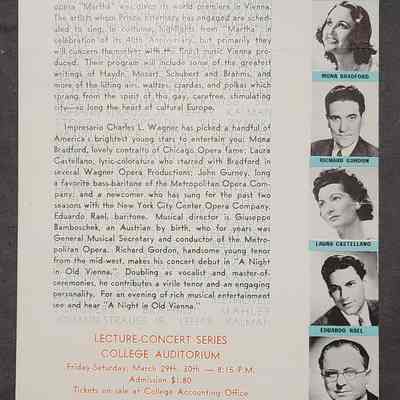 opera "Martha" was given its world premiere in Vienna.
The artists whom Prisca Esterhazy has engaged are sched-
uled to sing, in costume, highlights from "Martha" in
celebration of its 40th Anniversary, but primarily they
will concern themselves with the finest music Vienna pro-
duced. Their program will include some of the greatest
writings of Haydn, Mozart, Schubert and Brahms, and
more of the lilting airs, waltzes, czardas, and polkas which
sprang from the spirit of the gay, carefree, stimulating
city—so long the heart of cultural Europe.
KALMAN
Impresario Charles L. Wagner has picked a handful of
America's brightest young stars to entertain you: Mona
Bradford, lovely contralto of Chicago Opera fame; Laura
Castellano, lyric-coloratura who starred with Bradford in
several Wagner Opera Productions; John Gurney, long
a favorite bass-baritone of the Metropolitan Opera Com-
pany; and a newcomer who has sung for the past two
seasons with the New York City Center Opera Company,
Eduardo Rael, baritone. Musical director is Giuseppe
Bamboschek, an Austrian by birth, who for years was
General Musical Secretary and conductor of the Metro-
politan Opera. Richard Gordon, handsome young tenor
from the mid-west, makes his concert debut in "A Night
in Old Vienna." Doubling as vocalist and master-of-
ceremonies, he contributes a virile tenor and an engaging
personality. For an evening of rich musical entertainment
see and hear "A Night in Old Vienna."
MAHLER
JOHANN STRAUSS JR. LEHAR KALMAN
LECTURE-CONCERT SERIES
COLLEGE AUDITORIUM
Friday-Saturday, March 29th, 30th — 8:15 P.M.
Admission $1.80
Tickets on sale at College Accounting Office
MONA BRADFORD
RICHARD GORDON
LAURA CASTELLANO
EDUARDO RAEL